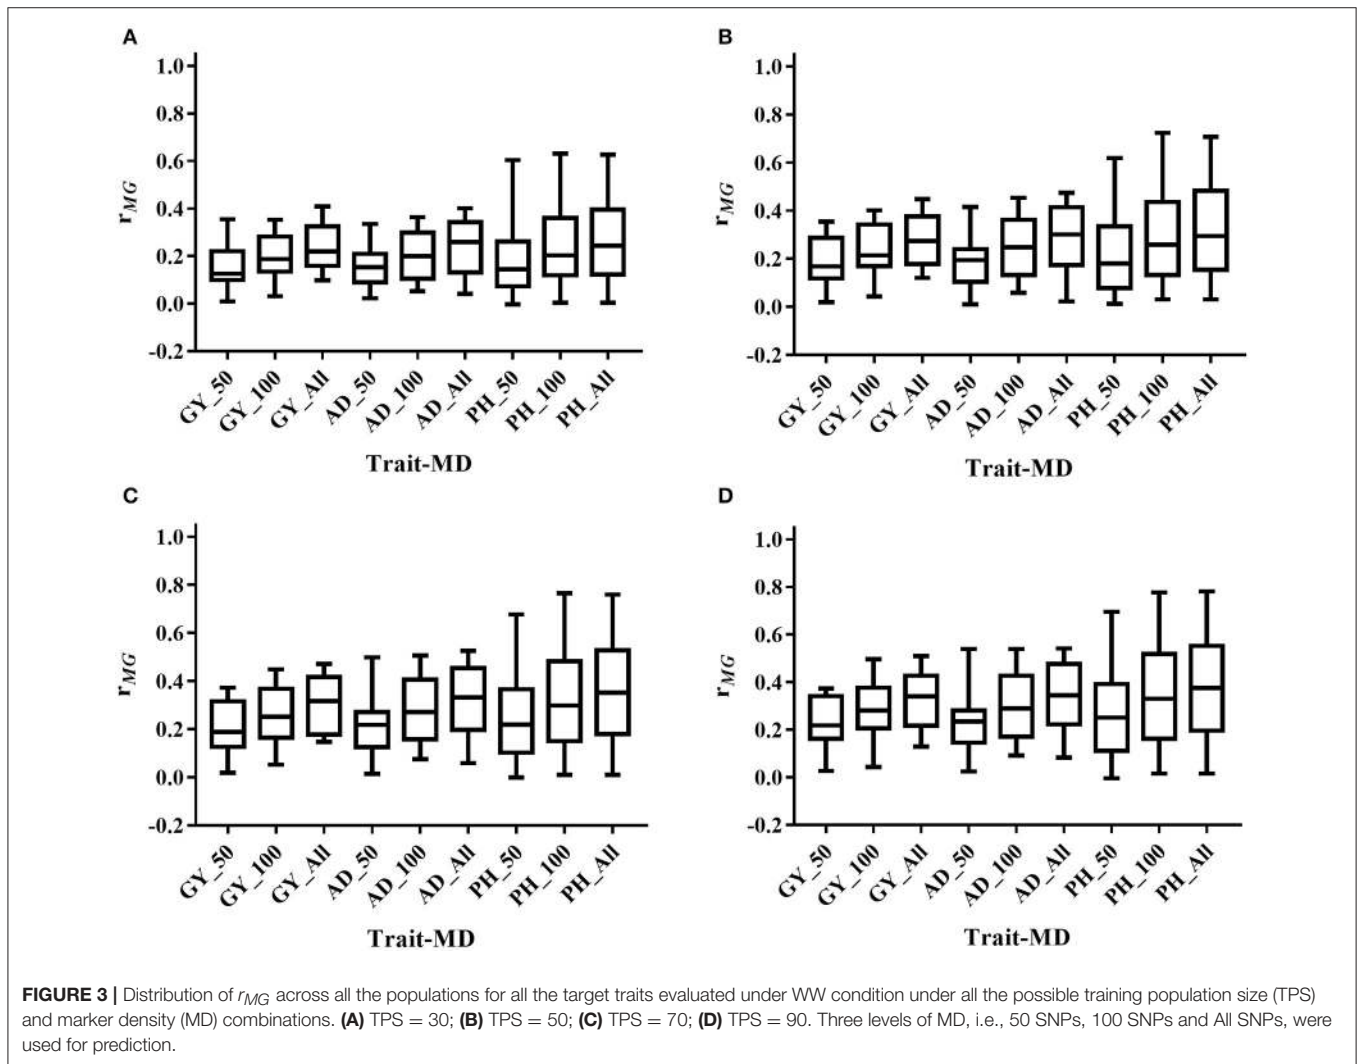 A
1.0
0.8
0.6
0.4
0.2
0.0
-0.2
rMG
GY_50
GY_100
GY_All
AD_50
AD_100
AD_All
PH_50
PH_100
PH_All
Trait-MD
B
1.0
0.8
0.6
0.4
0.2
0.0
-0.2
rMG
GY_50
GY_100
GY_All
AD_50
AD_100
AD_All
PH_50
PH_100
PH_All
Trait-MD
C
1.0
0.8
0.6
0.4
0.2
0.0
-0.2
rMG
GY_50
GY_100
GY_All
AD_50
AD_100
AD_All
PH_50
PH_100
PH_All
Trait-MD
D
1.0
0.8
0.6
0.4
0.2
0.0
-0.2
rMG
GY_50
GY_100
GY_All
AD_50
AD_100
AD_All
PH_50
PH_100
PH_All
Trait-MD
FIGURE 3 | Distribution of rMG across all the populations for all the target traits evaluated under WW condition under all the possible training population size (TPS)
and marker density (MD) combinations. (A) TPS = 30; (B) TPS = 50; (C) TPS = 70; (D) TPS = 90. Three levels of MD, i.e., 50 SNPs, 100 SNPs and All SNPs, were
used for prediction.